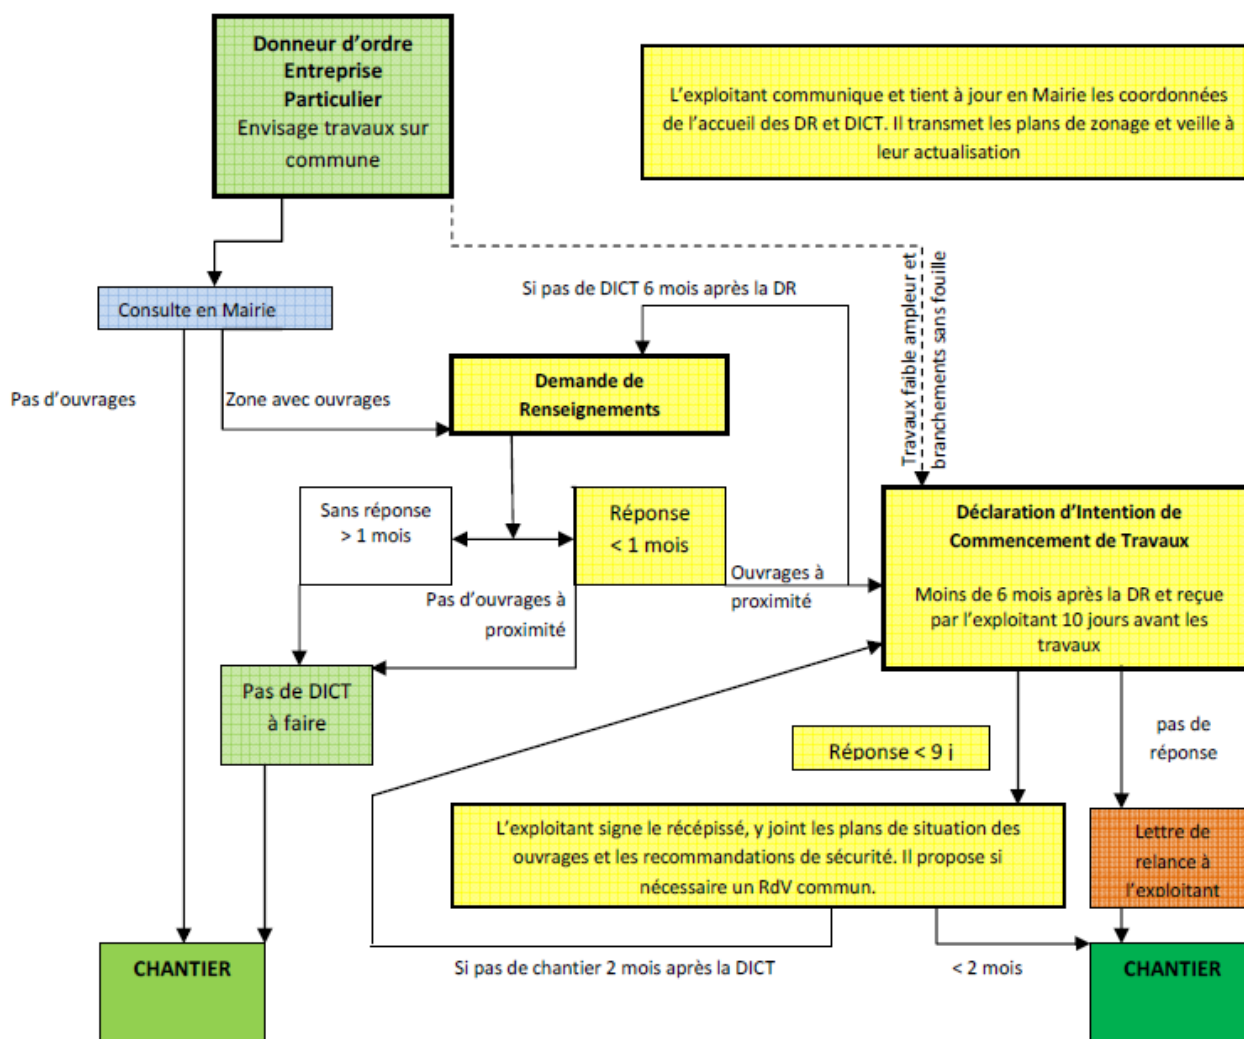 Donneur d'ordre
Entreprise
Particulier
Envisage travaux sur
commune
L'exploitant communique et tient à jour en Mairie les coordonnées
de l'accueil des DR et DICT. Il transmet les plans de zonage et veille à
leur actualisation
Travaux faible ampleur et
branchements sans fouille
Si pas de DICT 6 mois après la DR
Consulte en Mairie
Pas d'ouvrages
Zone avec ouvrages
Demande de
Renseignements
Sans réponse
> 1 mois
Réponse
< 1 mois
Ouvrages à
proximité
Déclaration d'Intention de
Commencement de Travaux
Moins de 6 mois après la DR et reçue
par l'exploitant 10 jours avant les
travaux
Pas d'ouvrages à
proximité
Pas de DICT
à faire
Réponse < 9 j
pas de
réponse
L'exploitant signe le récépissé, y joint les plans de situation des
ouvrages et les recommandations de sécurité. Il propose si
nécessaire un RdV commun.
Lettre de
relance à
l'exploitant
CHANTIER
Si pas de chantier 2 mois après la DICT
< 2 mois
CHANTIER